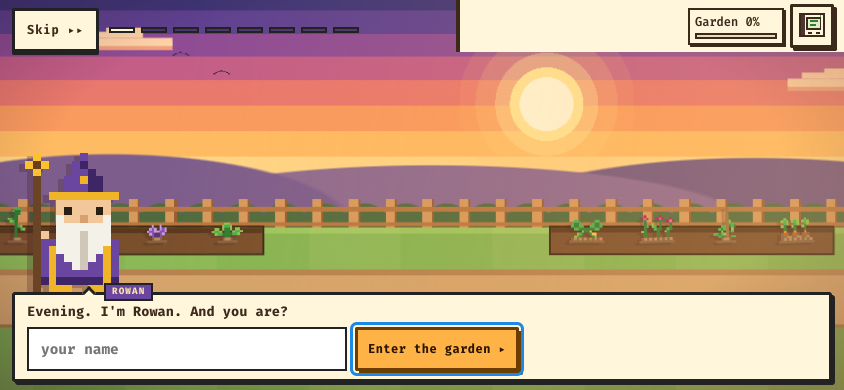 Skip ▸▸
Garden 0%
ROWAN
Evening. I'm Rowan. And you are?
your name
Enter the garden ▸